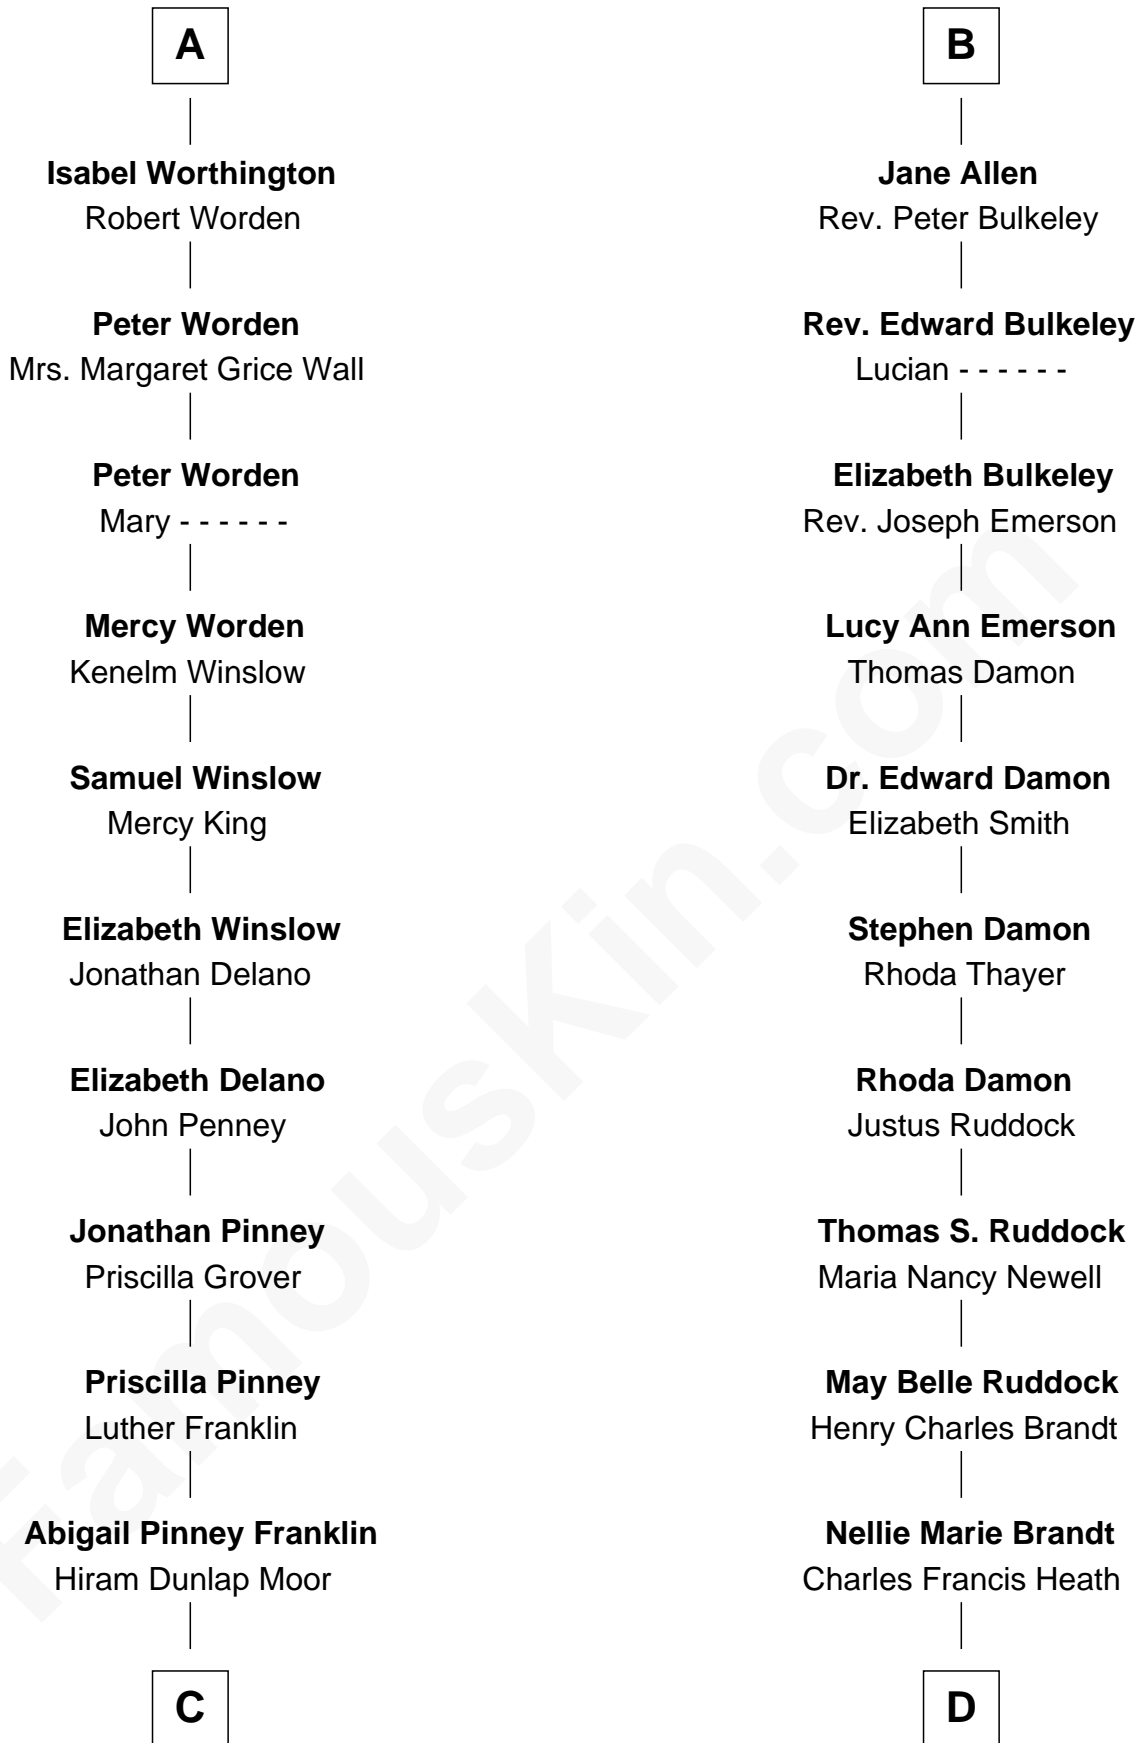 A
Isabel Worthington
Robert Worden
Peter Worden
Mrs. Margaret Grice Wall
Peter Worden
Mary - - - - - -
Mercy Worden
Kenelm Winslow
Samuel Winslow
Mercy King
Elizabeth Winslow
Jonathan Delano
Elizabeth Delano
John Penney
Jonathan Pinney
Priscilla Grover
Priscilla Pinney
Luther Franklin
Abigail Pinney Franklin
Hiram Dunlap Moor
C
B
Jane Allen
Rev. Peter Bulkeley
Rev. Edward Bulkeley
Lucian - - - - - -
Elizabeth Bulkeley
Rev. Joseph Emerson
Lucy Ann Emerson
Thomas Damon
Dr. Edward Damon
Elizabeth Smith
Stephen Damon
Rhoda Thayer
Rhoda Damon
Justus Ruddock
Thomas S. Ruddock
Maria Nancy Newell
May Belle Ruddock
Henry Charles Brandt
Nellie Marie Brandt
Charles Francis Heath
D
FamousKin.com